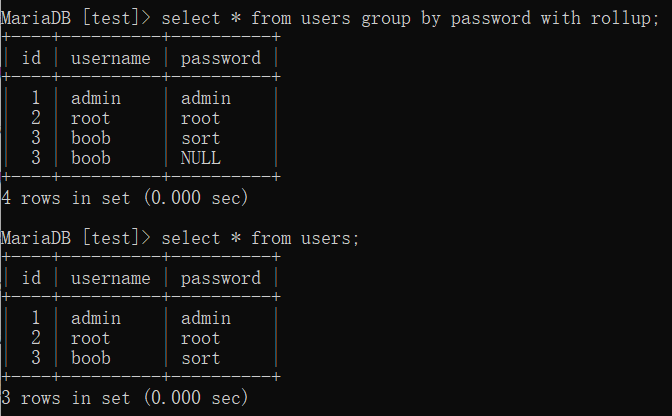 MariaDB [test]> select * from users group by password with rollup;
+----+----------+----------+
| id | username | password |
+----+----------+----------+
| 1 | admin | admin |
| 2 | root | root |
| 3 | boob | sort |
| 3 | boob | NULL |
+----+----------+----------+
4 rows in set (0.000 sec)
MariaDB [test]> select * from users;
+----+----------+----------+
| id | username | password |
+----+----------+----------+
| 1 | admin | admin |
| 2 | root | root |
| 3 | boob | sort |
+----+----------+----------+
3 rows in set (0.000 sec)